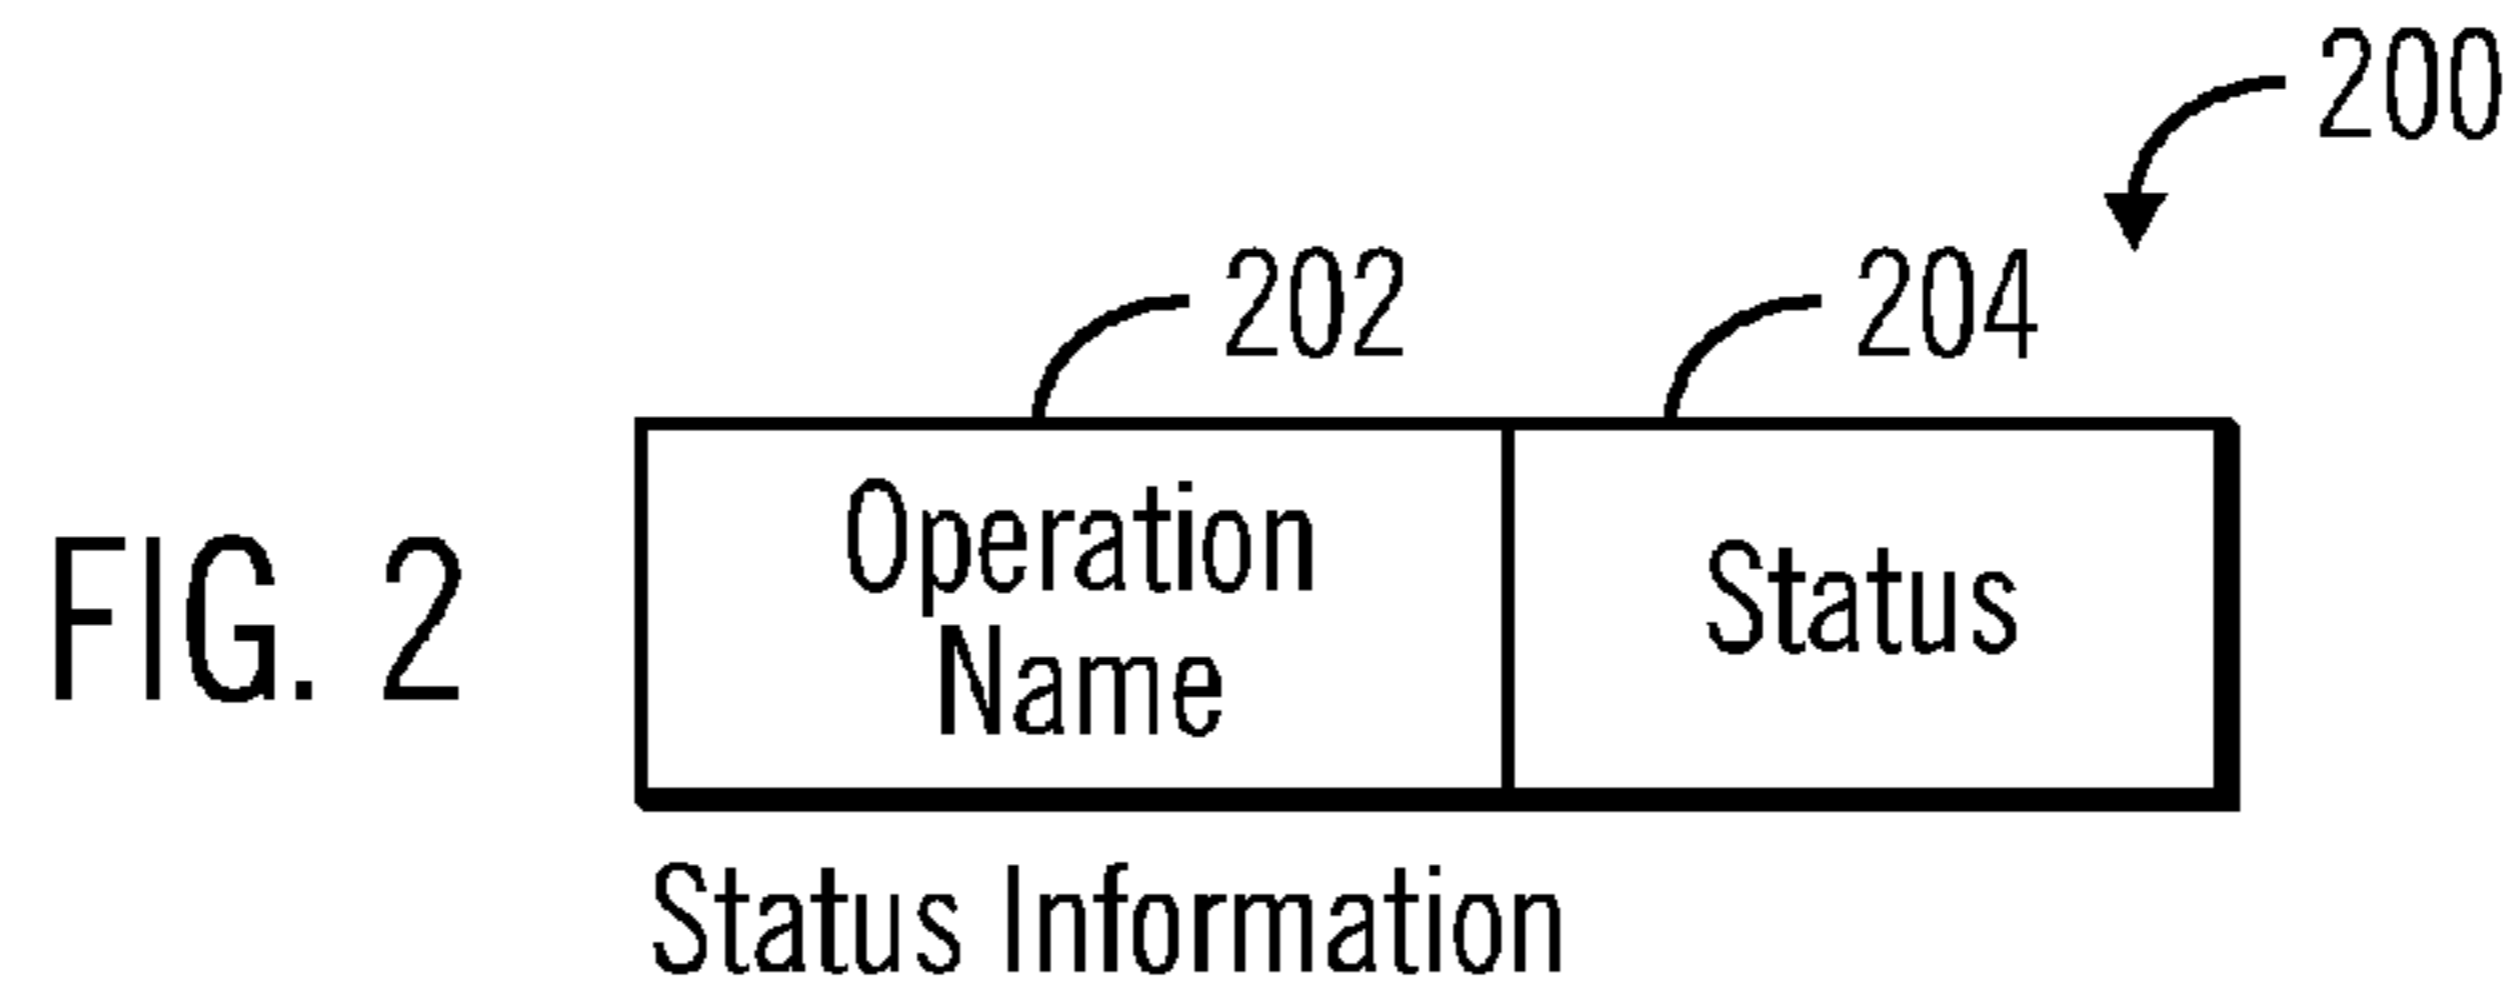 200
202
204
Operation
Name
Status
FIG. 2
Status Information